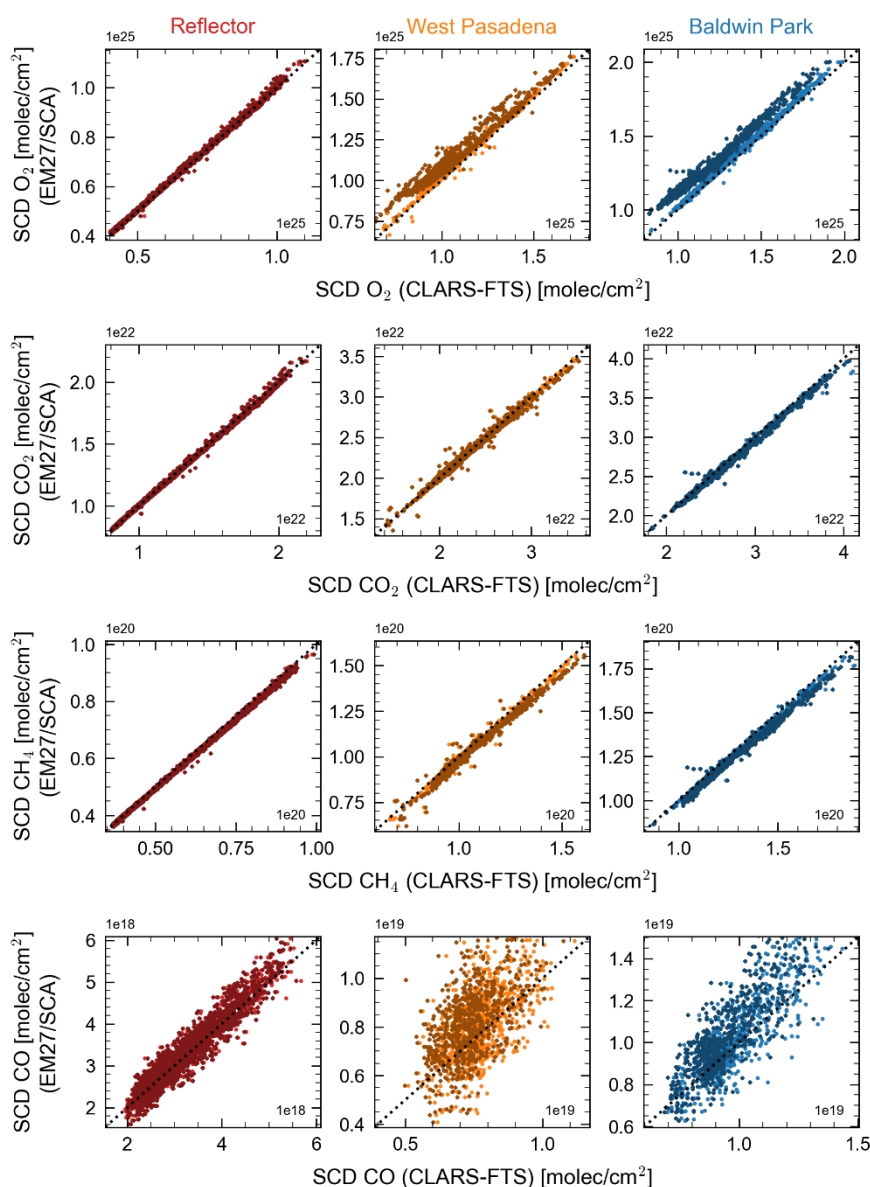 Reflector West Pasadena Baldwin Park
1e25 1e25 1e25
SCD O₂ [molec/cm²]
(EM27/SCA)
1.0
0.8
0.6
0.4
1e25
0.5 1.0
1.75
1.50
1.25
1.00
0.75
1e25
1.0 1.5
2.0
1.5
1.0
1e25
1.0 1.5 2.0
SCD O₂ (CLARS-FTS) [molec/cm²]
1e22 1e22 1e22
SCD CO₂ [molec/cm²]
(EM27/SCA)
2.0
1.5
1.0
1e22
1 2
3.5
3.0
2.5
2.0
1.5
1e22
2 3
4.0
3.5
3.0
2.5
2.0
1e22
2 3 4
SCD CO₂ (CLARS-FTS) [molec/cm²]
1e20 1e20 1e20
SCD CH₄ [molec/cm²]
(EM27/SCA)
1.0
0.8
0.6
0.4
1e20
0.50 0.75 1.00
1.50
1.25
1.00
0.75
1e20
1.0 1.5
1.75
1.50
1.25
1.00
1e20
1.0 1.5
SCD CH₄ (CLARS-FTS) [molec/cm²]
1e18 1e19 1e19
SCD CO [molec/cm²]
(EM27/SCA)
6
5
4
3
2
1e18
2 4 6
1.0
0.8
0.6
0.4
1e19
0.5 1.0
1.4
1.2
1.0
0.8
0.6
1e19
1.0 1.5
SCD CO (CLARS-FTS) [molec/cm²]